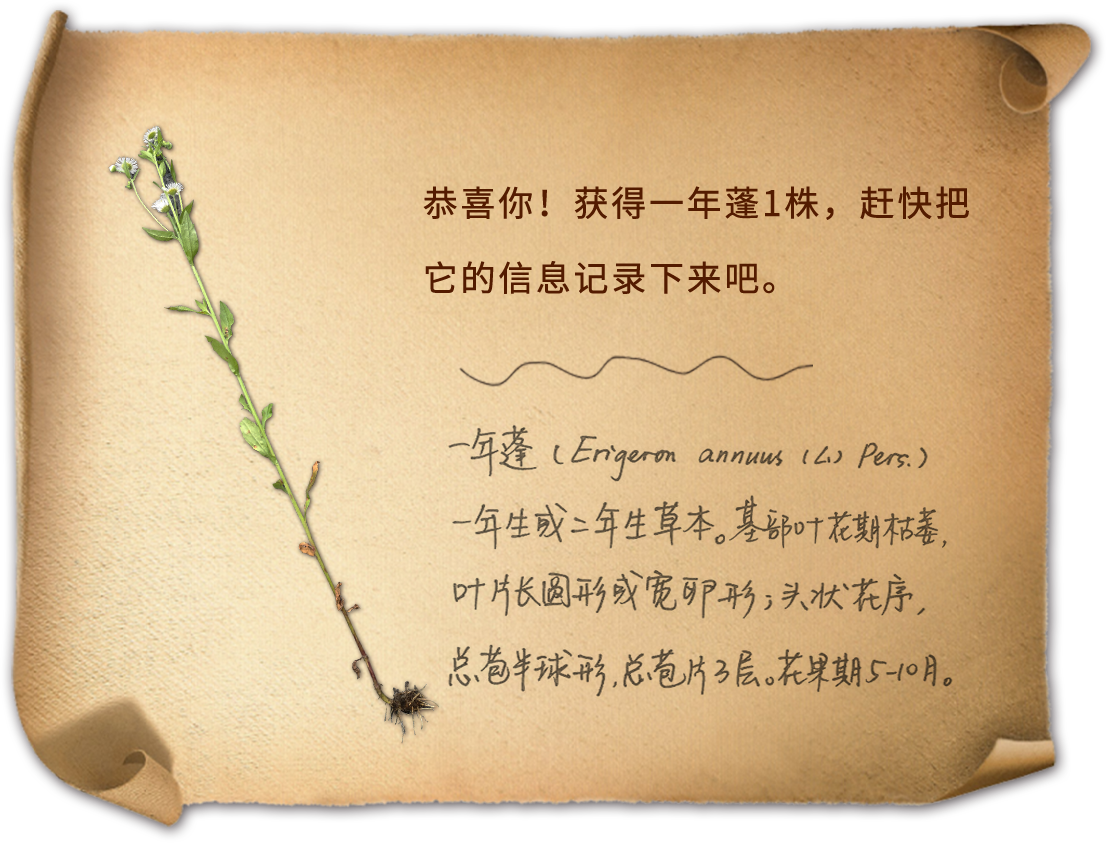 恭喜你！获得一年蓬1株，赶快把
它的信息记录下来吧。
一年蓬（Erigeron annuus (L.) Pers.）
一年生或二年生草本。基部叶花期枯萎，
叶片长圆形或宽卵形；头状花序，
总苞半球形，总苞片3层。花果期5-10月。